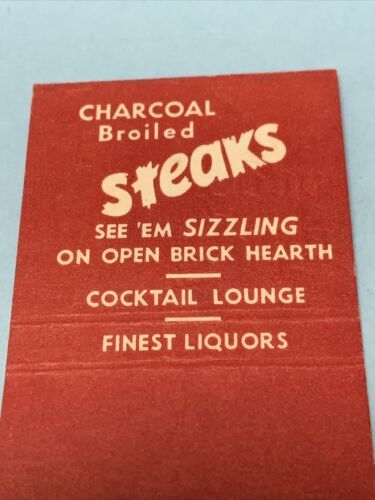 CHARCOAL
Broiled
steaks
SEE 'EM SIZZLING
ON OPEN BRICK HEARTH
COCKTAIL LOUNGE
FINEST LIQUORS